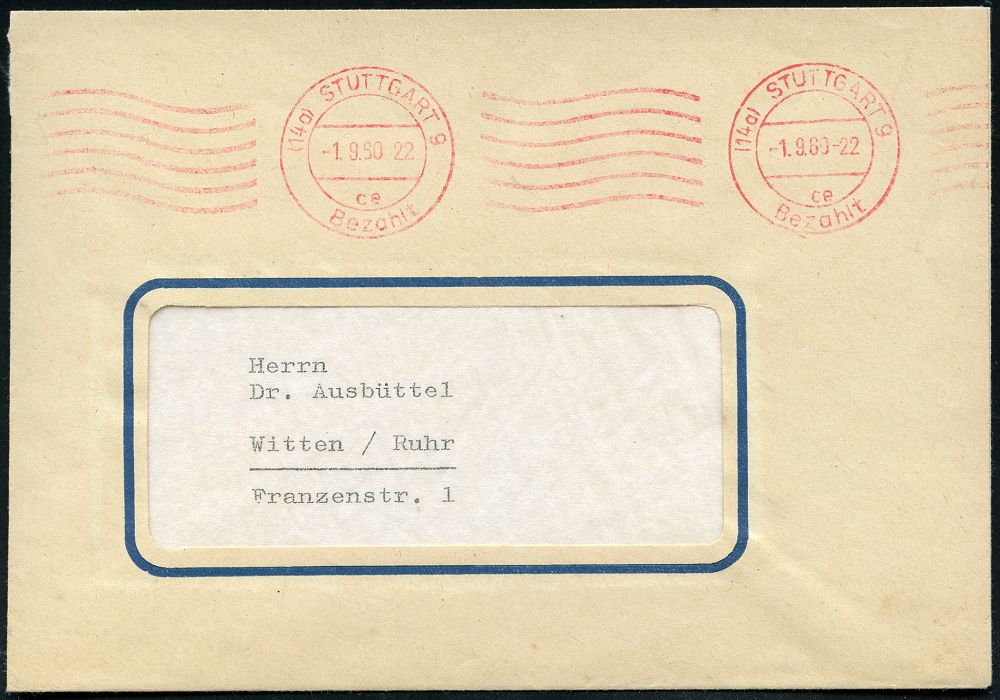 (14a) STUTTGART 9
-1.9.60-22
ce
Bezahlt
(14a) STUTTGART 9
-1.9.60-22
ce
Bezahlt
Herrn
Dr. Ausbüttel
Witten / Ruhr
Franzenstr. 1